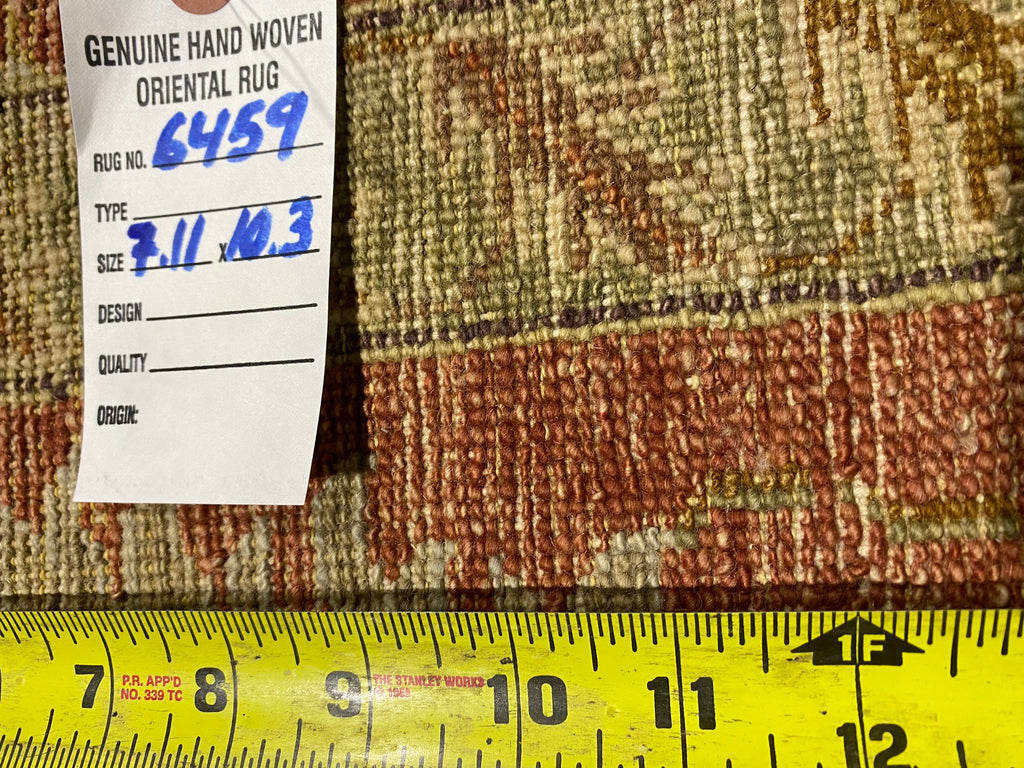 GENUINE HAND WOVEN
ORIENTAL RUG
RUG NO. 6459
TYPE
SIZE 7.11 X 10.3
DESIGN
QUALITY
ORIGIN:
7 8 9 10 11 1F 12
P.R. APP'D
NO. 339 TC
THE STANLEY WORKS